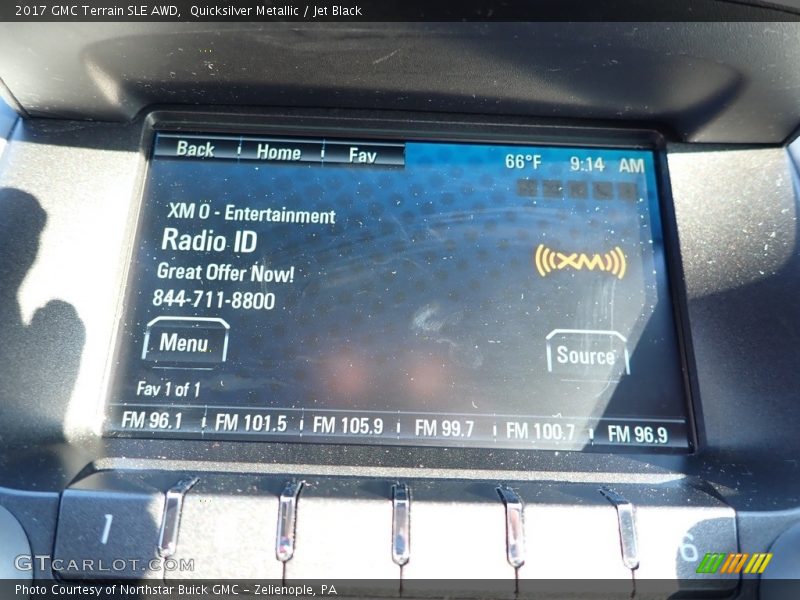 2017 GMC Terrain SLE AWD, Quicksilver Metallic / Jet Black
Back Home Fav 66°F 9:14 AM
XM 0 - Entertainment
Radio ID
Great Offer Now!
844-711-8800
XM
Menu Source
Fav 1 of 1
FM 96.1 FM 101.5 FM 105.9 FM 99.7 FM 100.7 FM 96.9
1 6
GTCARLOT.COM
Photo Courtesy of Northstar Buick GMC - Zelienople, PA